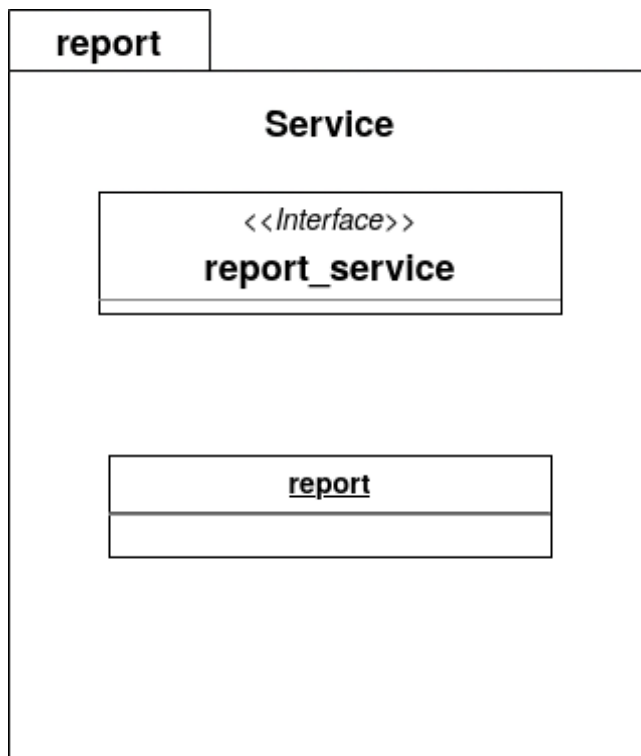 report
Service
<<Interface>>
report_service
report